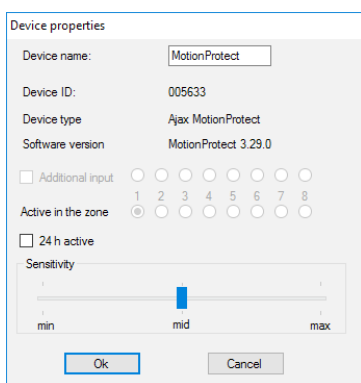 Device properties
Device name: MotionProtect
Device ID: 005633
Device type Ajax MotionProtect
Software version MotionProtect 3.29.0
Additional input
1 2 3 4 5 6 7 8
Active in the zone
24 h active
Sensitivity
min mid max
Ok Cancel